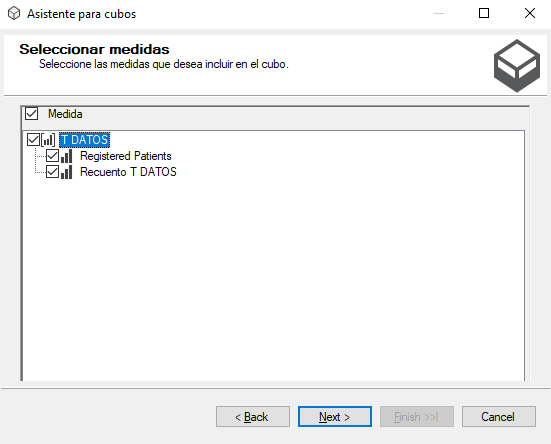 Asistente para cubos
Seleccionar medidas
Seleccione las medidas que desea incluir en el cubo.
Medida
T DATOS
Registered Patients
Recuento T DATOS
< Back
Next >
Finish >>|
Cancel